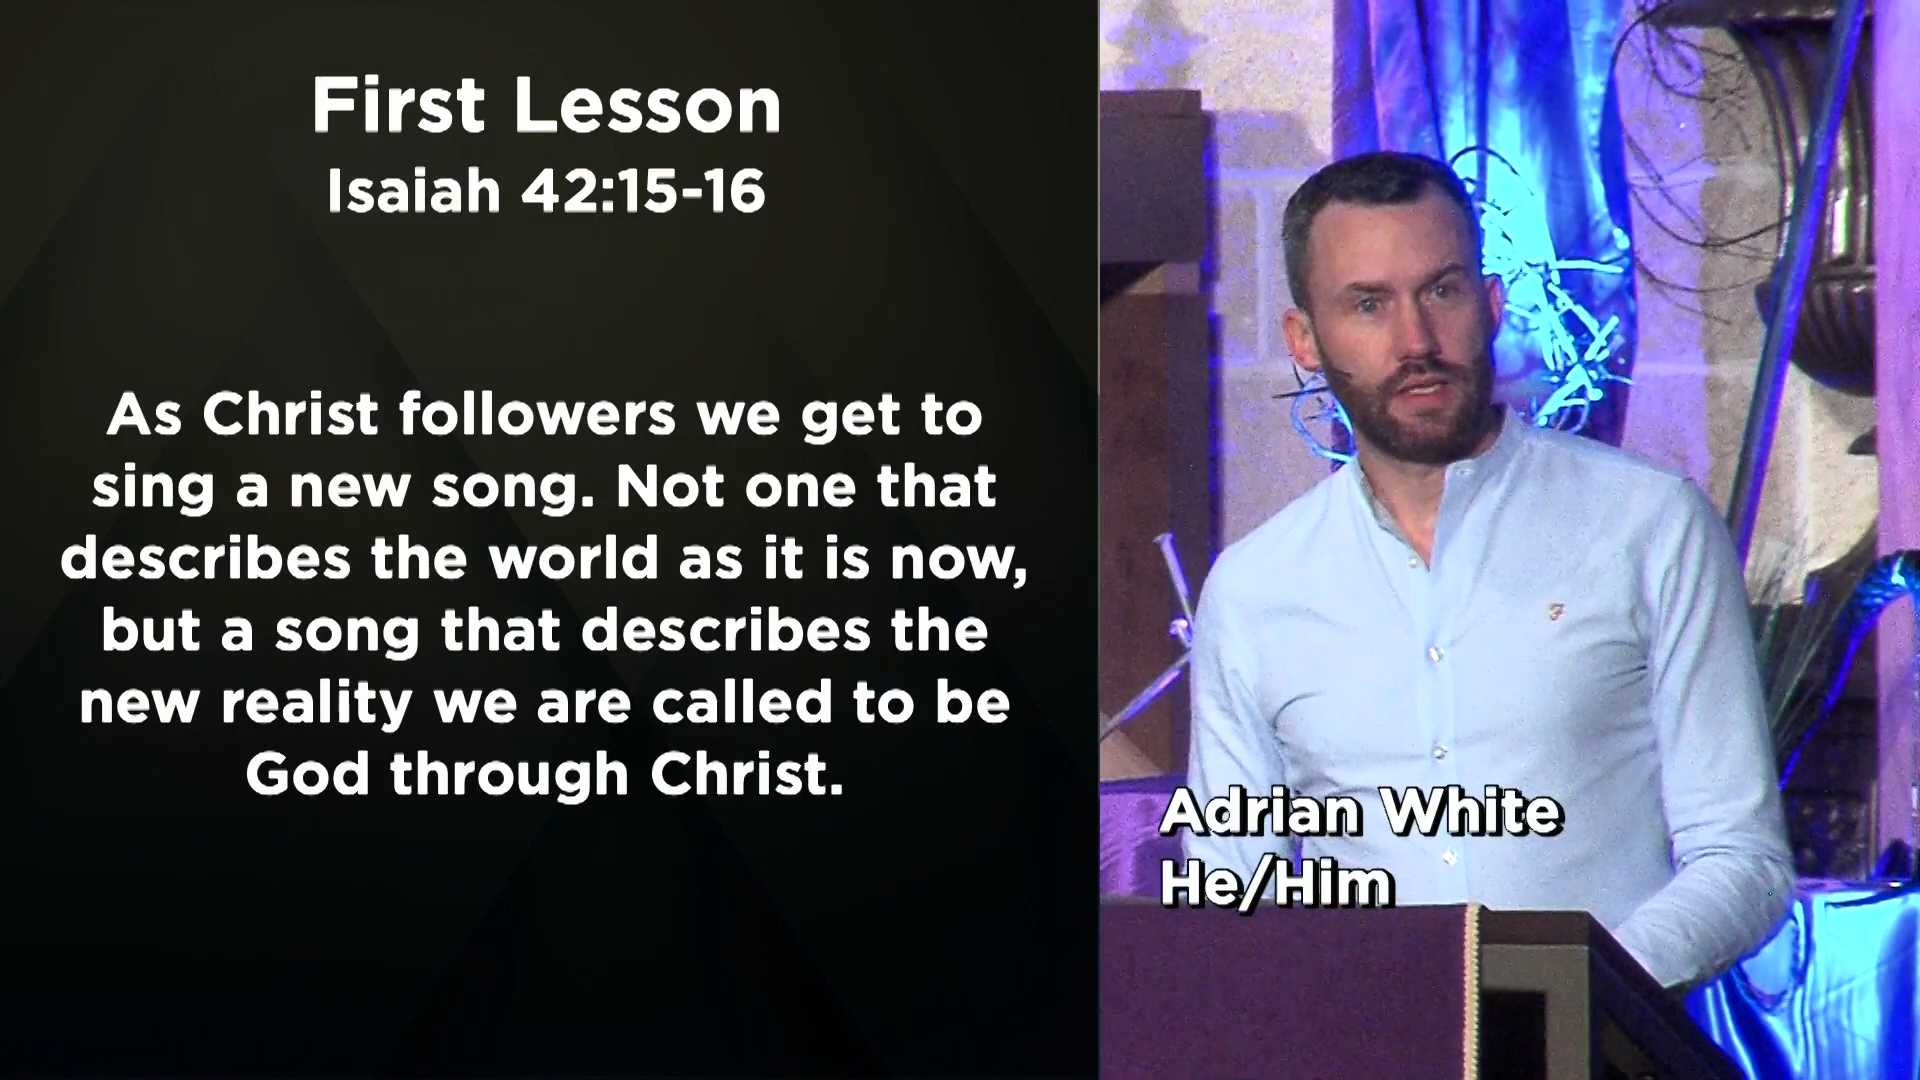 First Lesson
Isaiah 42:15-16
As Christ followers we get to
sing a new song. Not one that
describes the world as it is now,
but a song that describes the
new reality we are called to be
God through Christ.
Adrian White
He/Him